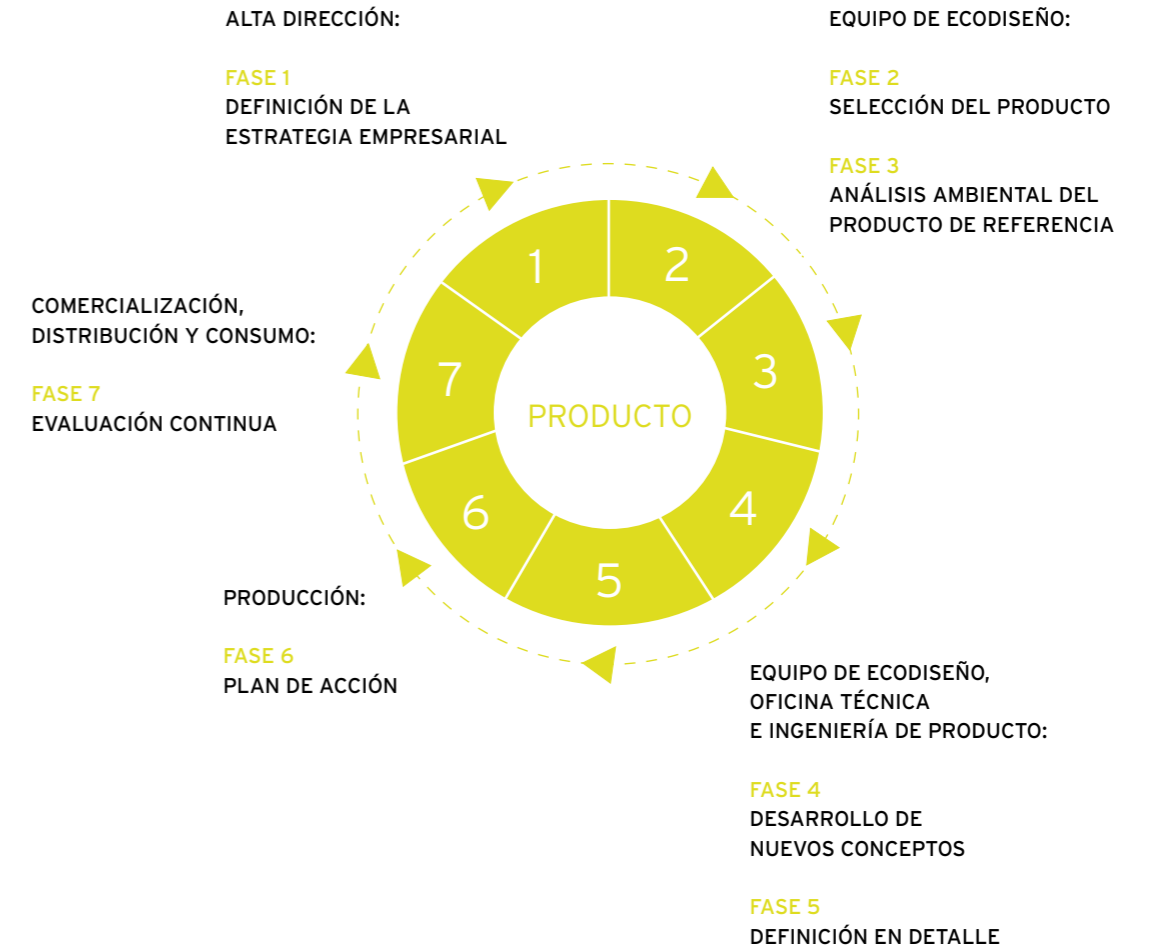 ALTA DIRECCIÓN:
FASE 1
DEFINICIÓN DE LA
ESTRATEGIA EMPRESARIAL
EQUIPO DE ECODISEÑO:
FASE 2
SELECCIÓN DEL PRODUCTO
FASE 3
ANÁLISIS AMBIENTAL DEL
PRODUCTO DE REFERENCIA
COMERCIALIZACIÓN,
DISTRIBUCIÓN Y CONSUMO:
FASE 7
EVALUACIÓN CONTINUA
1
2
3
4
5
6
7
PRODUCTO
PRODUCCIÓN:
FASE 6
PLAN DE ACCIÓN
EQUIPO DE ECODISEÑO,
OFICINA TÉCNICA
E INGENIERÍA DE PRODUCTO:
FASE 4
DESARROLLO DE
NUEVOS CONCEPTOS
FASE 5
DEFINICIÓN EN DETALLE